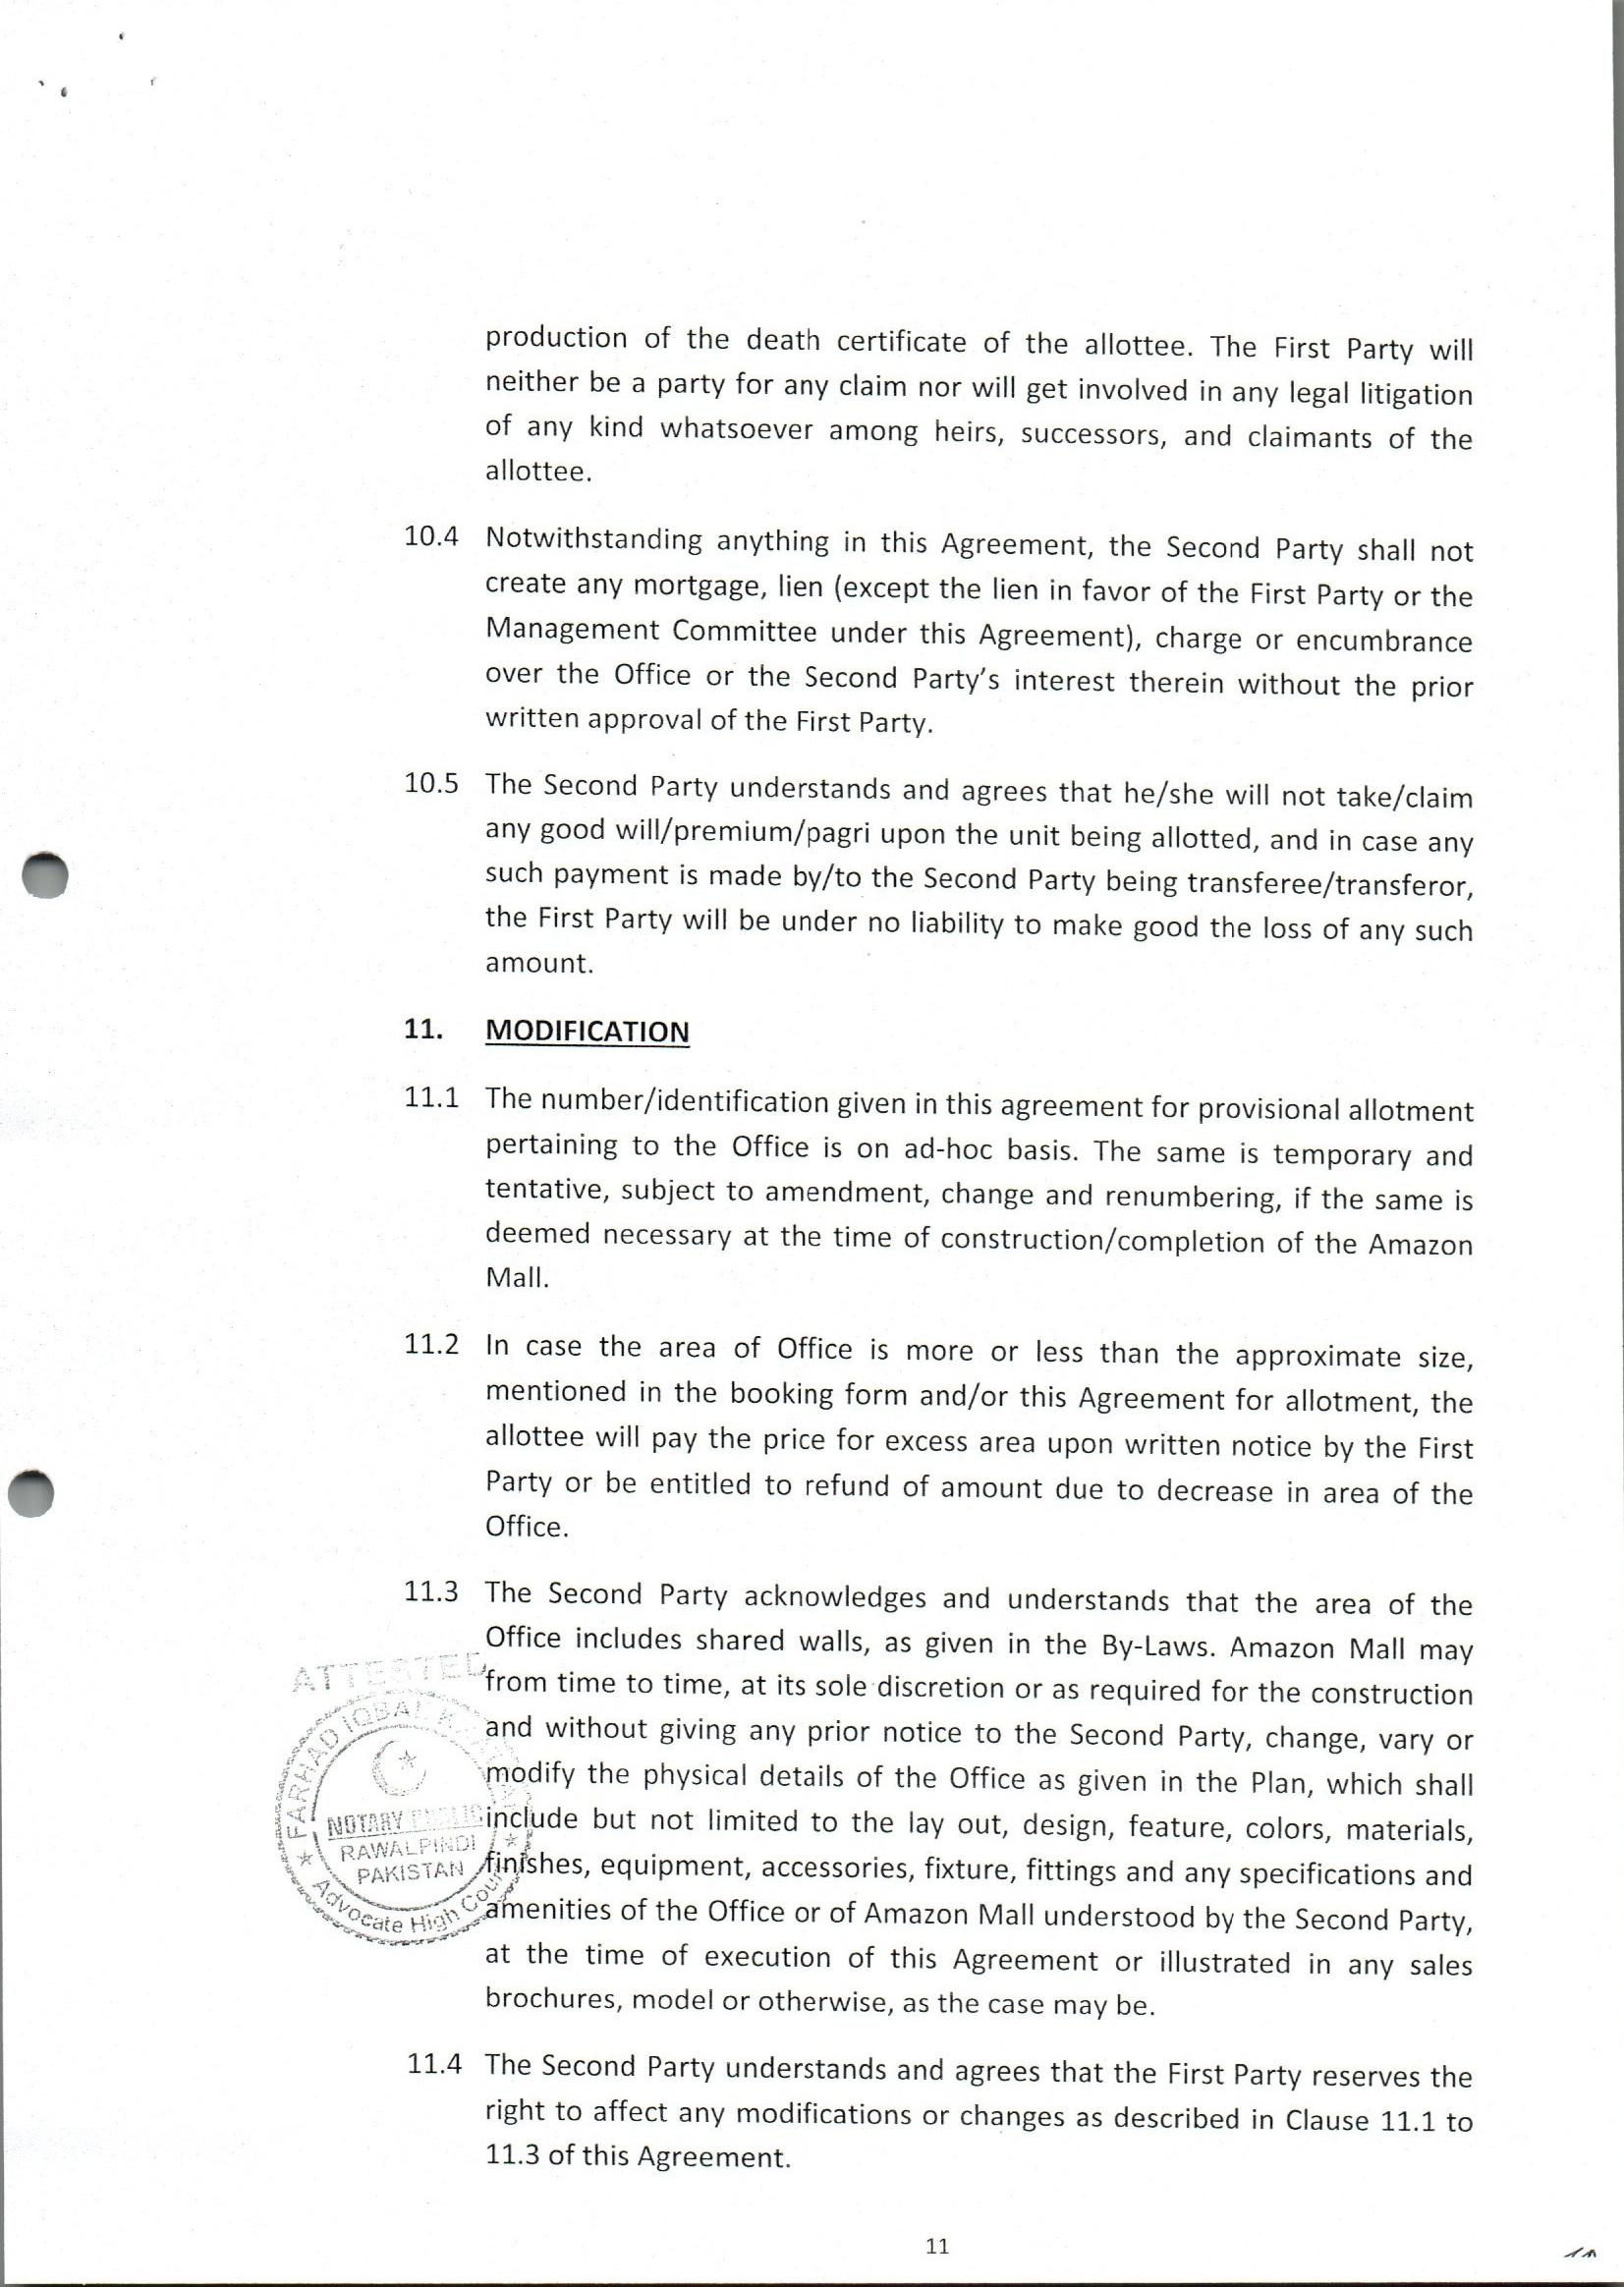 production of the death certificate of the allottee. The First Party will
neither be a party for any claim nor will get involved in any legal litigation
of any kind whatsoever among heirs, successors, and claimants of the
allottee.
10.4 Notwithstanding anything in this Agreement, the Second Party shall not
create any mortgage, lien (except the lien in favor of the First Party or the
Management Committee under this Agreement), charge or encumbrance
over the Office or the Second Party's interest therein without the prior
written approval of the First Party.
10.5 The Second Party understands and agrees that he/she will not take/claim
any good will/premium/pagri upon the unit being allotted, and in case any
such payment is made by/to the Second Party being transferee/transferor,
the First Party will be under no liability to make good the loss of any such
amount.
11. MODIFICATION
11.1 The number/identification given in this agreement for provisional allotment
pertaining to the Office is on ad-hoc basis. The same is temporary and
tentative, subject to amendment, change and renumbering, if the same is
deemed necessary at the time of construction/completion of the Amazon
Mall.
11.2 In case the area of Office is more or less than the approximate size,
mentioned in the booking form and/or this Agreement for allotment, the
allottee will pay the price for excess area upon written notice by the First
Party or be entitled to refund of amount due to decrease in area of the
Office.
11.3 The Second Party acknowledges and understands that the area of the
Office includes shared walls, as given in the By-Laws. Amazon Mall may
from time to time, at its sole discretion or as required for the construction
and without giving any prior notice to the Second Party, change, vary or
modify the physical details of the Office as given in the Plan, which shall
include but not limited to the lay out, design, feature, colors, materials,
finishes, equipment, accessories, fixture, fittings and any specifications and
amenities of the Office or of Amazon Mall understood by the Second Party,
at the time of execution of this Agreement or illustrated in any sales
brochures, model or otherwise, as the case may be.
ATTESTED
FARHAD IQBAL
NOTARY PUBLIC
RAWALPINDI
PAKISTAN
Advocate High Court
11.4 The Second Party understands and agrees that the First Party reserves the
right to affect any modifications or changes as described in Clause 11.1 to
11.3 of this Agreement.
11